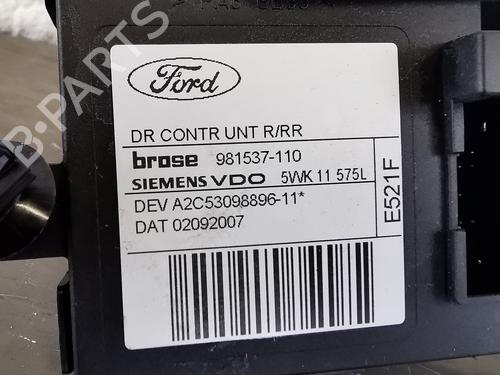 Ford
DR CONTR UNT R/RR
brose 981537-110
SIEMENS VDO 5WK 11 575L
DEV A2C53098896-11*
DAT 02092007
E521F
B-PARTS